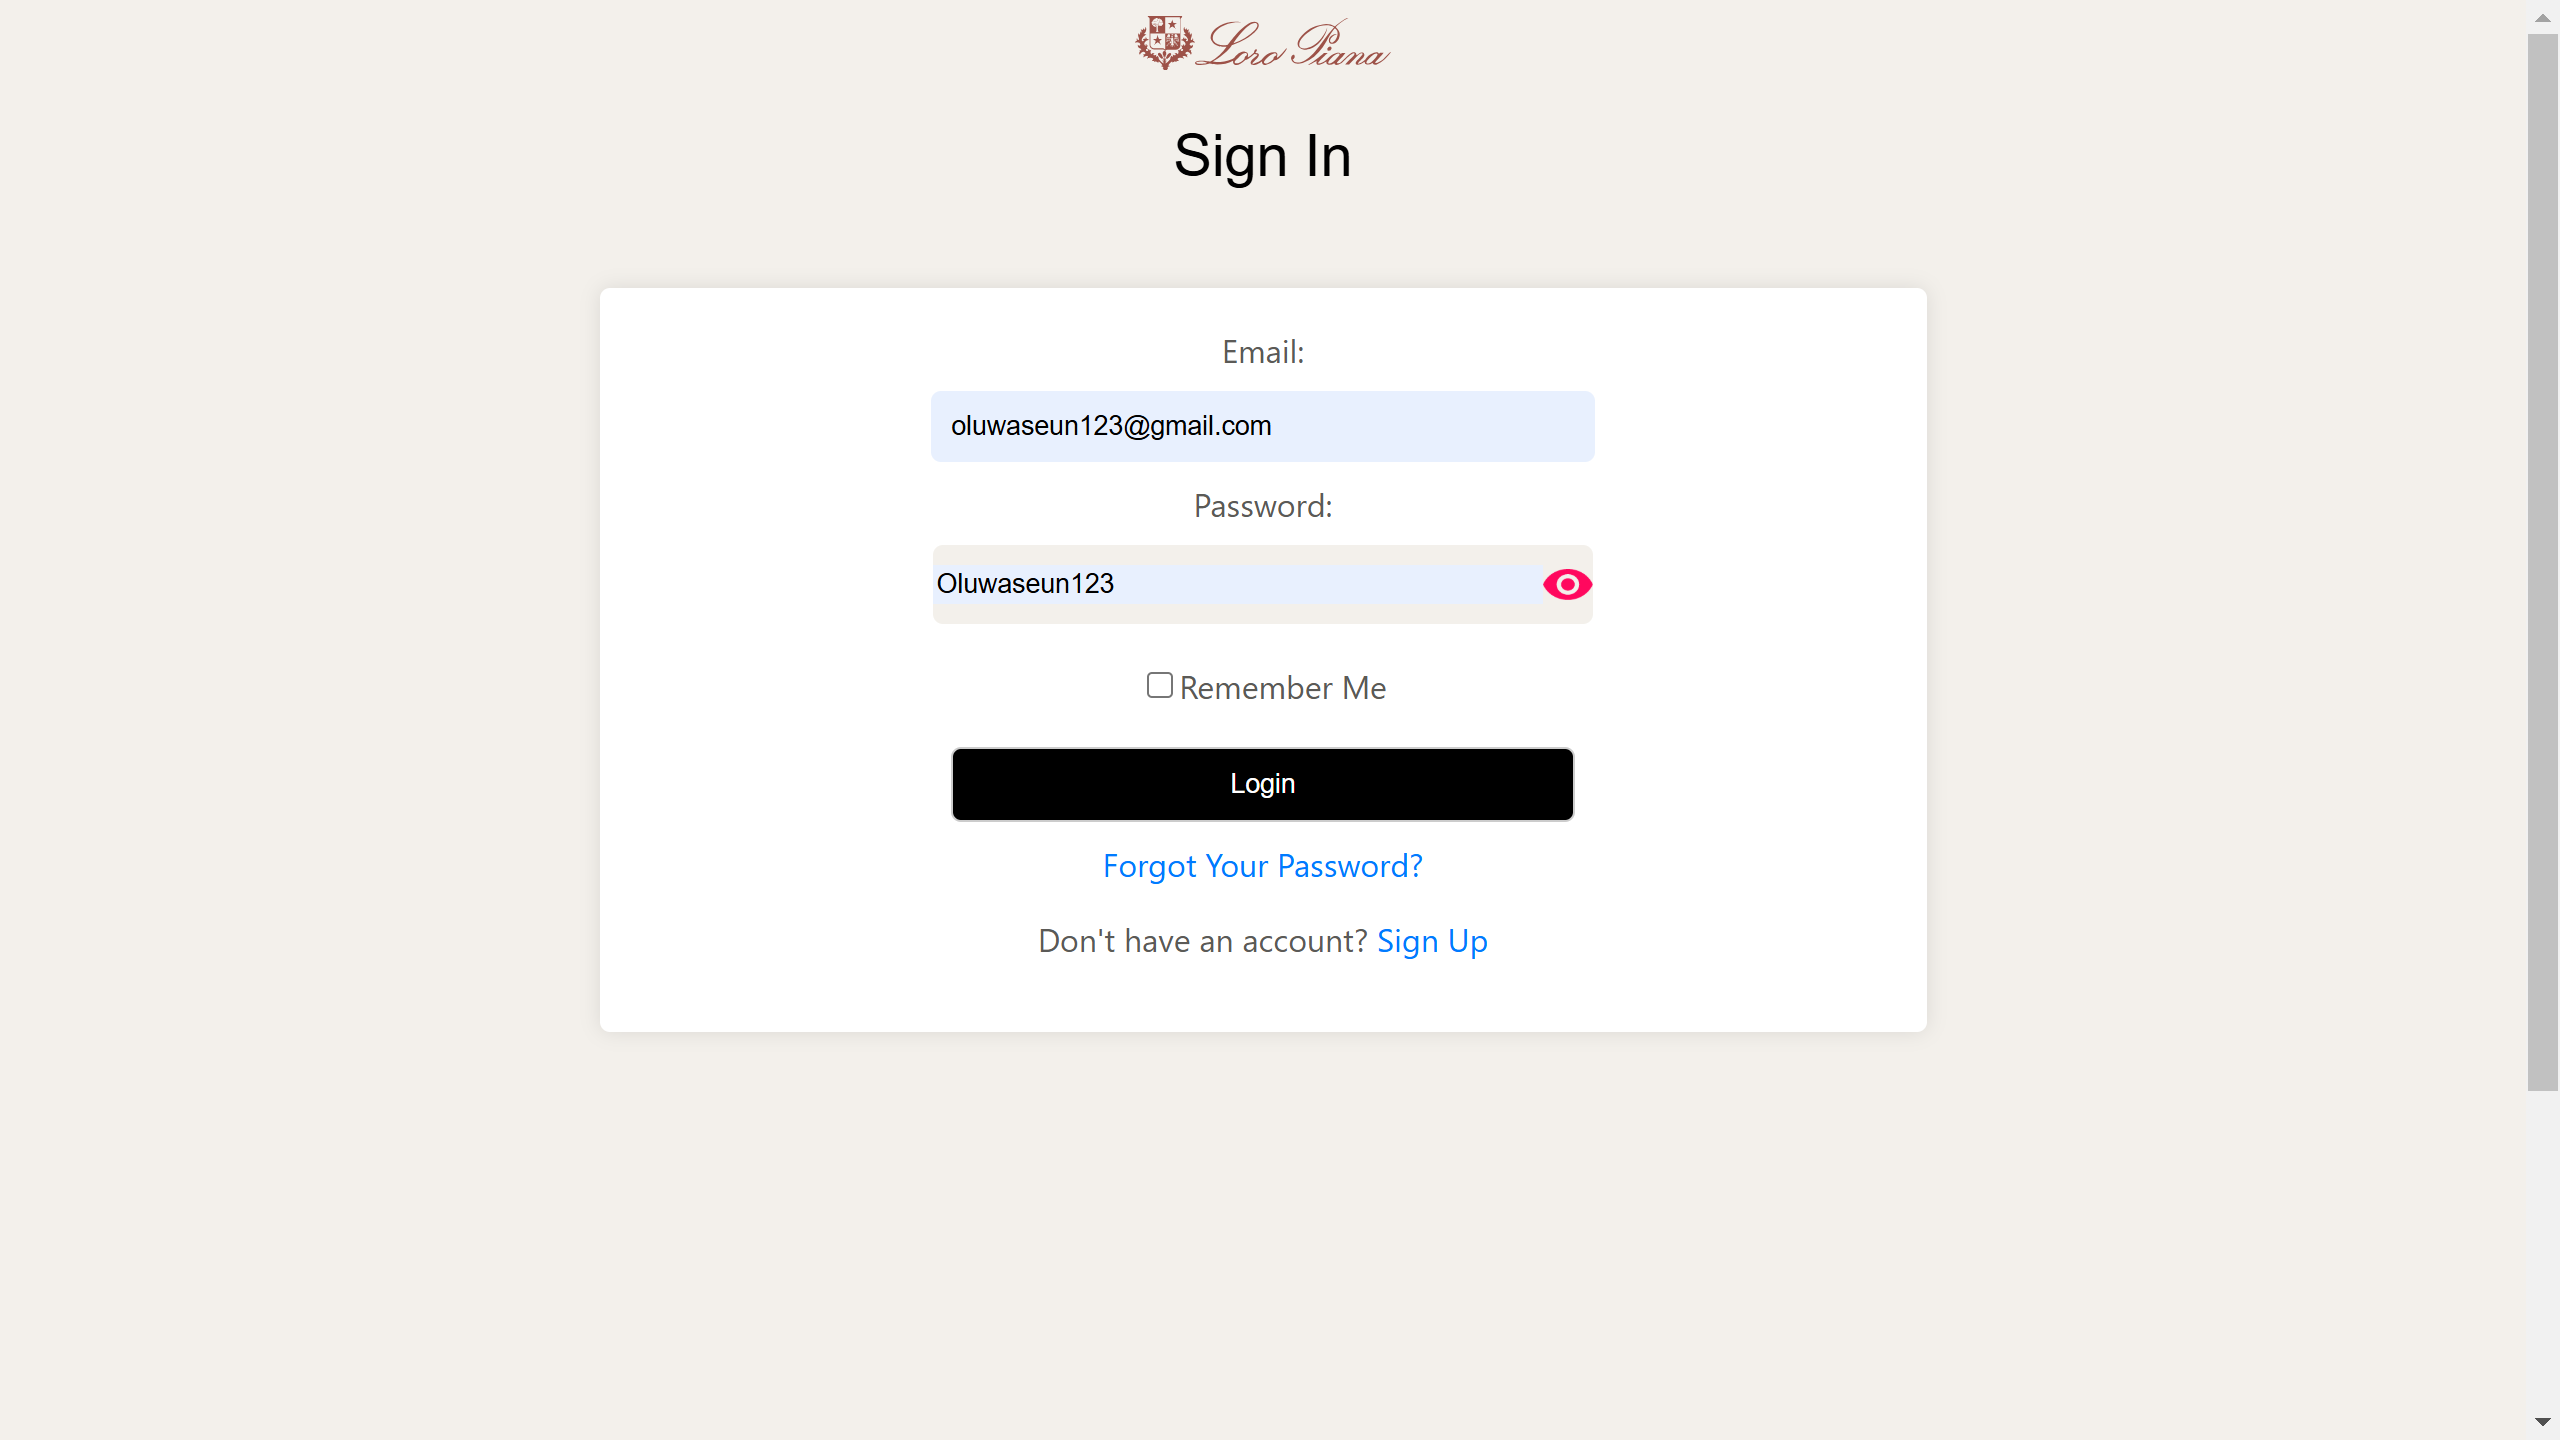 Loro Piana
Sign In
Email:
oluwaseun123@gmail.com
Password:
Oluwaseun123
Remember Me
Login
Forgot Your Password?
Don't have an account? Sign Up